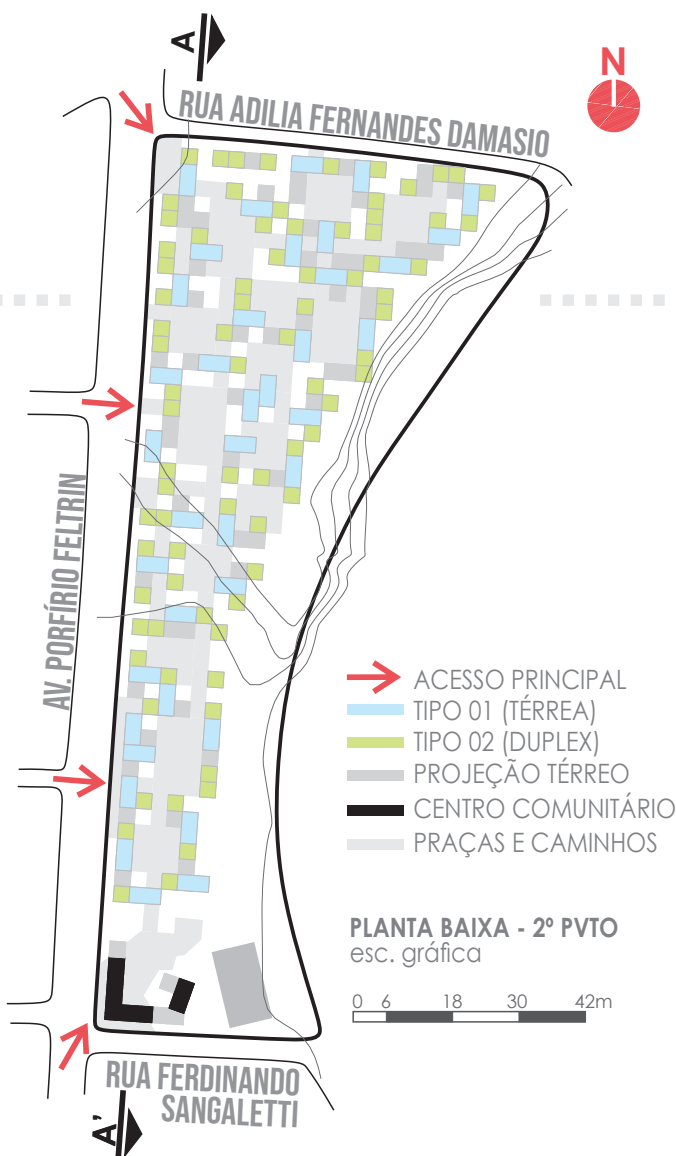 A
N
RUA ADILIA FERNANDES DAMASIO
AV. PORFÍRIO FELTRIN
ACESSO PRINCIPAL
TIPO 01 (TÉRREA)
TIPO 02 (DUPLEX)
PROJEÇÃO TÉRREO
CENTRO COMUNITÁRIO
PRAÇAS E CAMINHOS
PLANTA BAIXA - 2º PVTO
esc. gráfica
0 6 18 30 42m
RUA FERDINANDO
SANGALETTI
A'